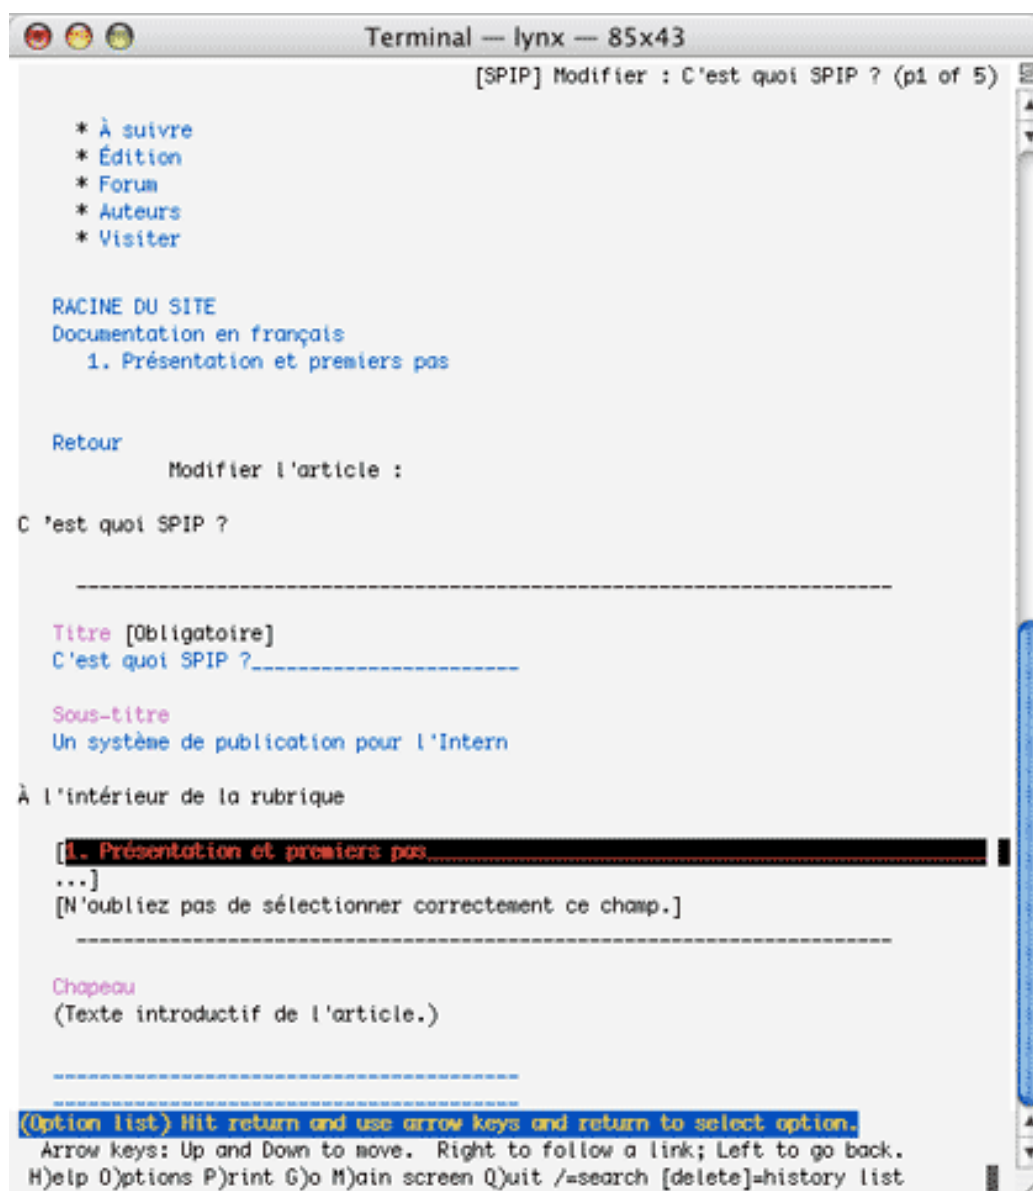 Terminal — lynx — 85x43
[SPIP] Modifier : C'est quoi SPIP ? (p1 of 5)
* À suivre
* Édition
* Forum
* Auteurs
* Visiter
RACINE DU SITE
Documentation en français
1. Présentation et premiers pas
Retour
Modifier l'article :
C 'est quoi SPIP ?
Titre [Obligatoire]
C'est quoi SPIP ?_______________________
Sous-titre
Un système de publication pour l'Intern
À l'intérieur de la rubrique
[1. Présentation et premiers pas________________________________________________
...]
[N'oubliez pas de sélectionner correctement ce champ.]
Chapeau
(Texte introductif de l'article.)
(Option list) Hit return and use arrow keys and return to select option.
Arrow keys: Up and Down to move. Right to follow a link; Left to go back.
H)elp O)ptions P)rint G)o M)ain screen Q)uit /=search [delete]=history list